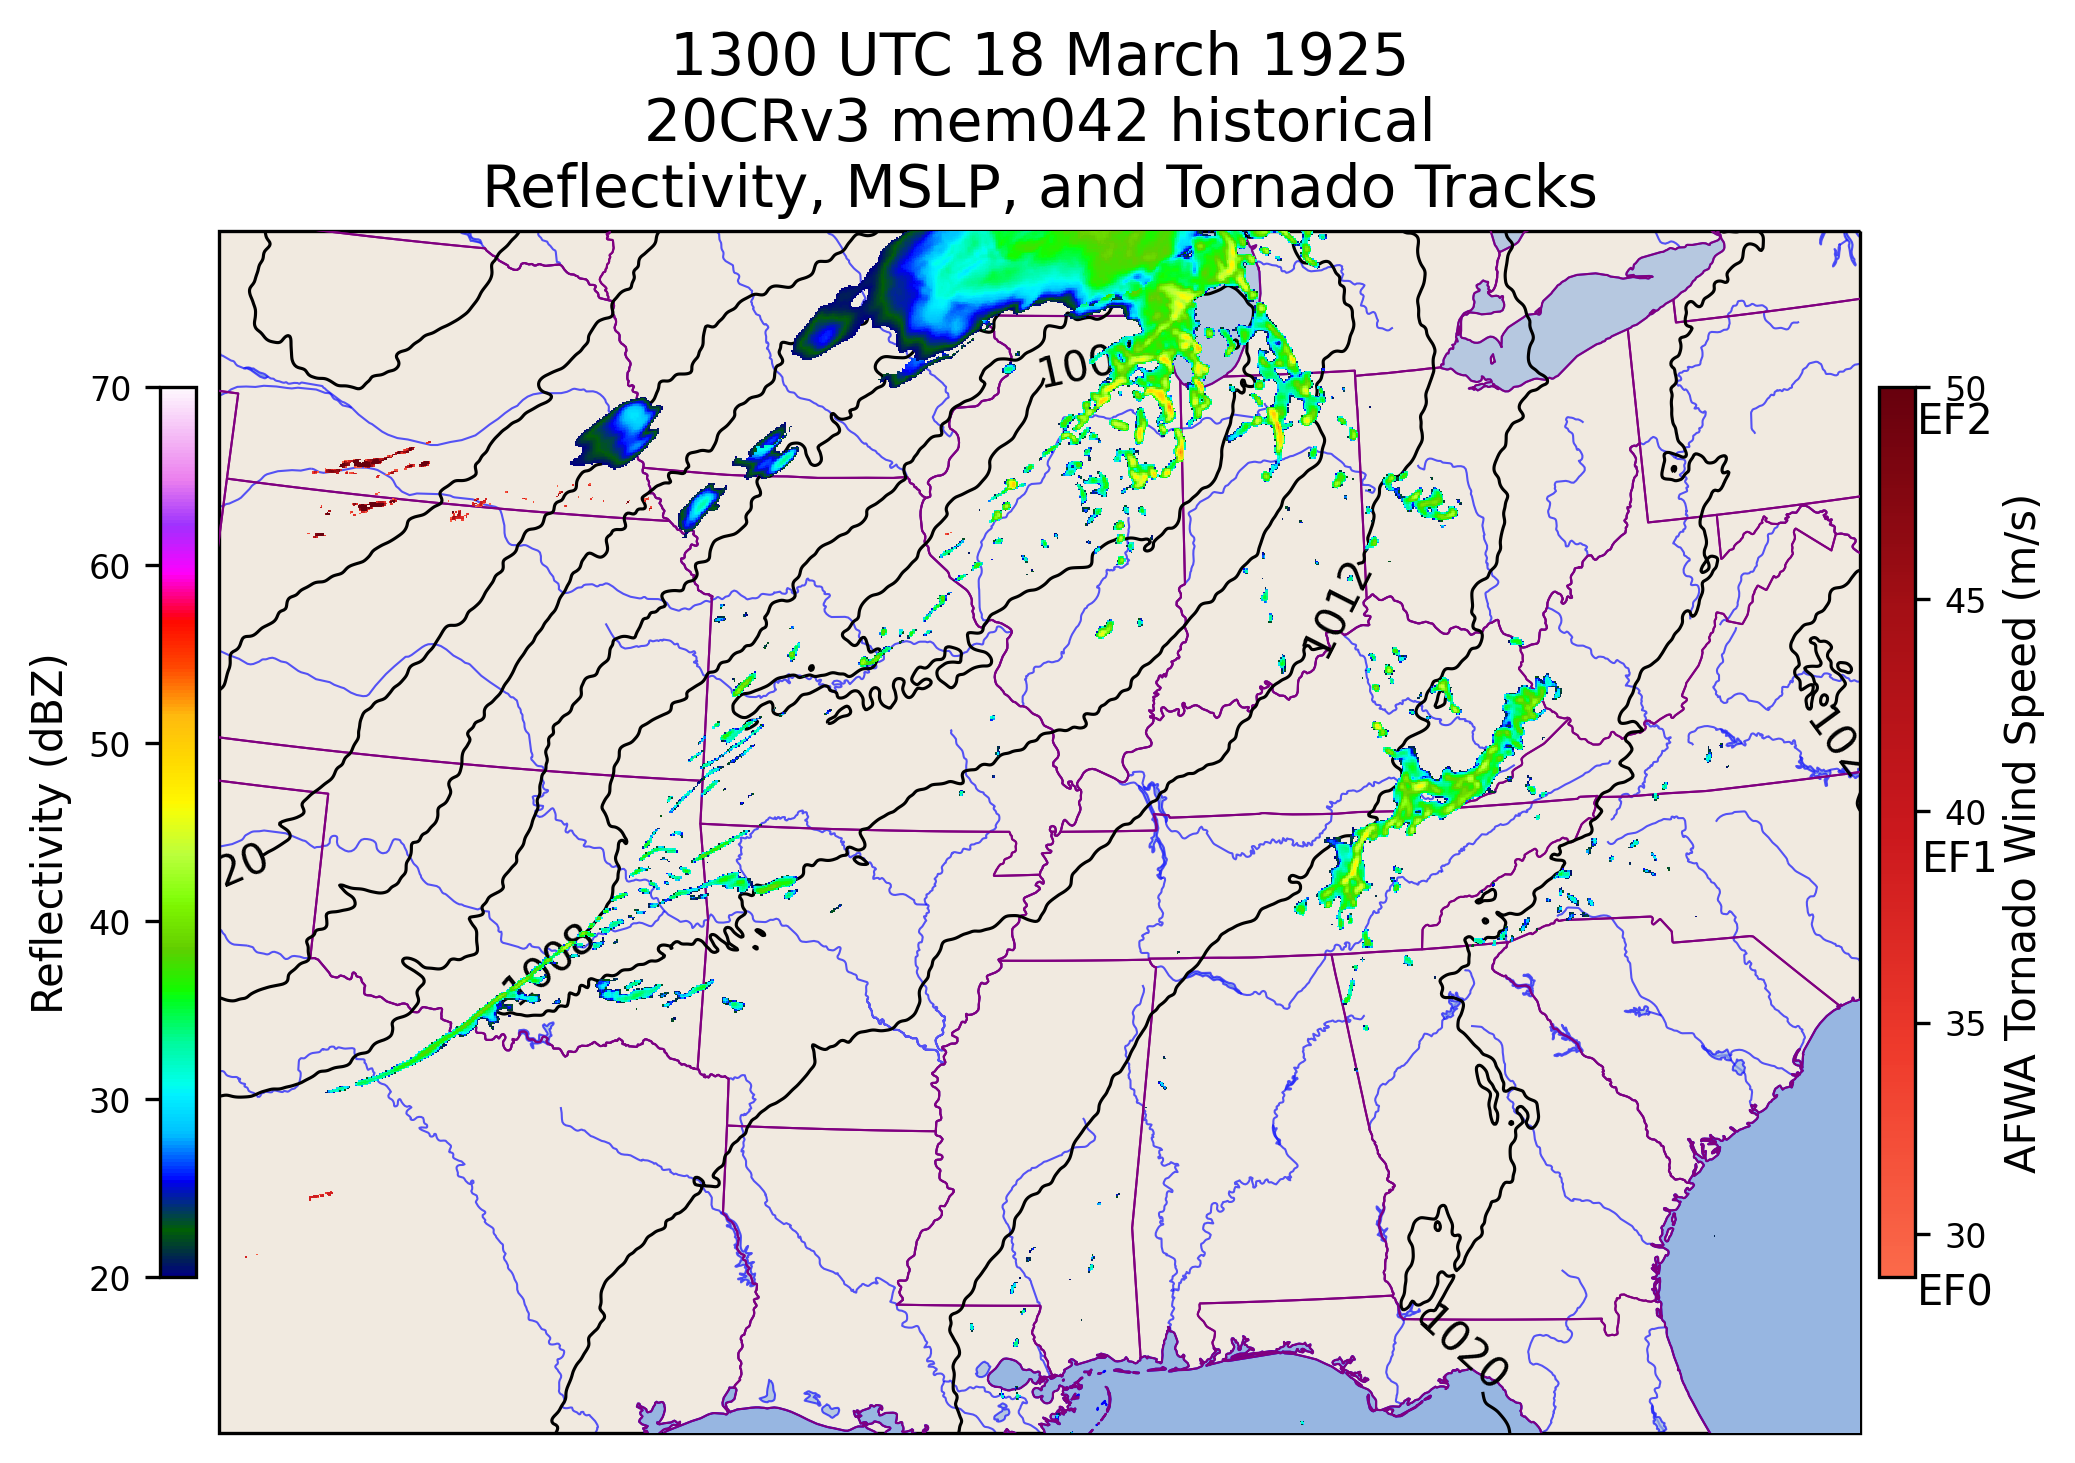 1300 UTC 18 March 1925
20CRv3 mem042 historical
Reflectivity, MSLP, and Tornado Tracks
70
60
50
40
30
20
Reflectivity (dBZ)
100
1012
1008
20
1020
50
EF2
45
40
EF1
35
30
EF0
AFWA Tornado Wind Speed (m/s)